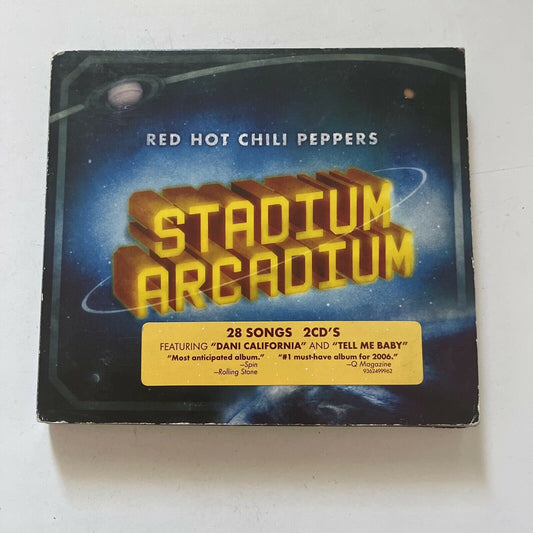 RED HOT CHILI PEPPERS
STADIUM
ARCADIUM
28 SONGS 2CD'S
FEATURING "DANI CALIFORNIA" AND "TELL ME BABY"
"Most anticipated album." "#1 must-have album for 2006."
—Spin —Q Magazine
—Rolling Stone 9362499962